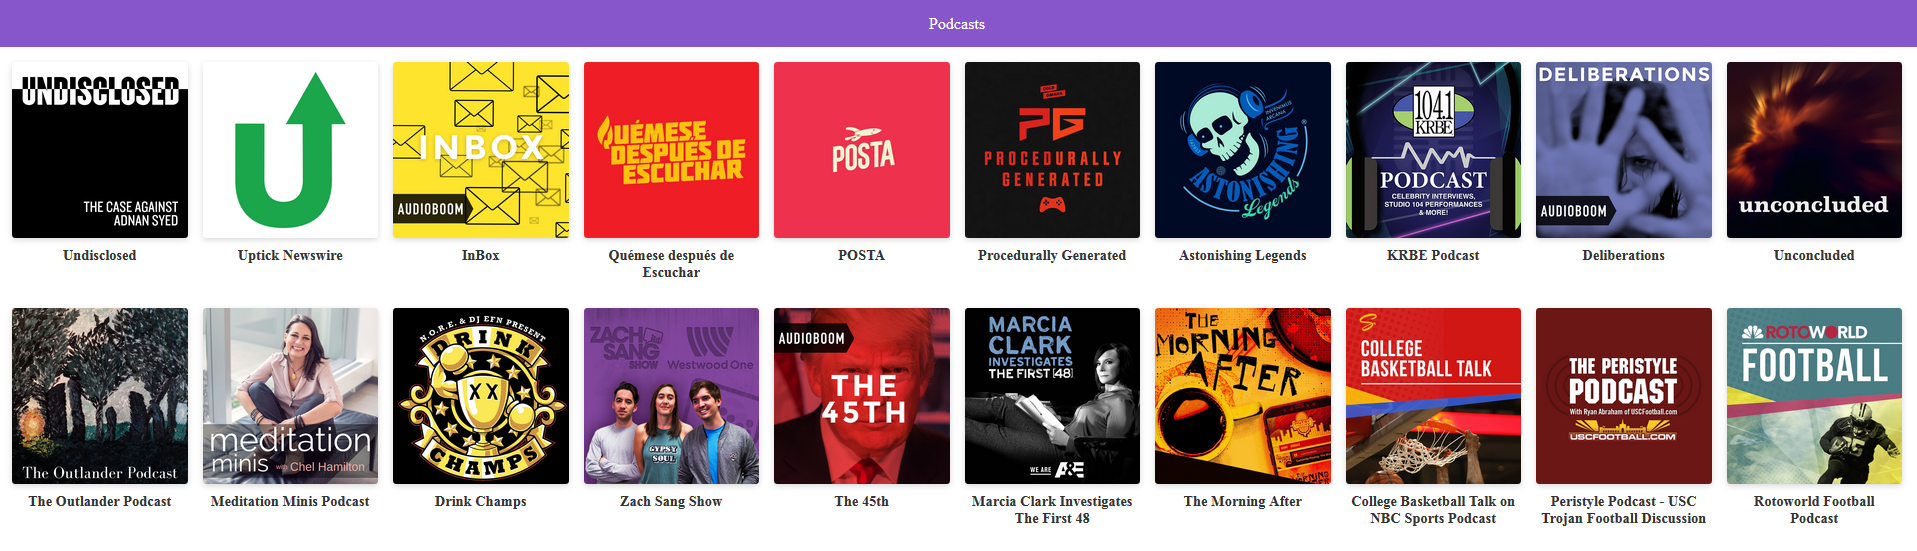 Podcasts
UNDISCLOSED
THE CASE AGAINST
ADNAN SYED
INBOX
AUDIOBOOM
QUÉMESE
DESPUÉS DE
ESCUCHAR
POSTA
COLD
PG
PROCEDURALLY
GENERATED
INVENIMUS
ARCANA
ASTONISHING
Legends
104.1
KRBE
PODCAST
CELEBRITY INTERVIEWS,
STUDIO 104 PERFORMANCES
& MORE!
DELIBERATIONS
AUDIOBOOM
unconcluded
Undisclosed
Uptick Newswire
InBox
Quémese después de
Escuchar
POSTA
Procedurally Generated
Astonishing Legends
KRBE Podcast
Deliberations
Unconcluded
The Outlander Podcast
meditation
minis with Chel Hamilton
N.O.R.E. & DJ EFN PRESENT
DRINK
CHAMPS
ZACH
SANG
SHOW
Westwood One
GYPSY
SOUL
AUDIOBOOM
THE
45TH
MARCIA
CLARK
INVESTIGATES
THE FIRST [48]
WE ARE A&E
THE
MORNING
AFTER
COLLEGE
BASKETBALL TALK
THE PERISTYLE
PODCAST
With Ryan Abraham of USCFootball.com
USCFOOTBALL.COM
ROTOWORLD
FOOTBALL
The Outlander Podcast
Meditation Minis Podcast
Drink Champs
Zach Sang Show
The 45th
Marcia Clark Investigates
The First 48
The Morning After
College Basketball Talk on
NBC Sports Podcast
Peristyle Podcast - USC
Trojan Football Discussion
Rotoworld Football
Podcast